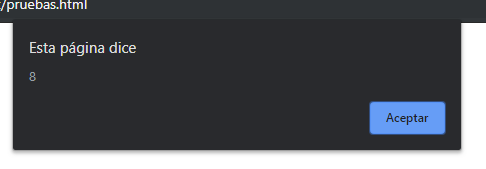 /pruebas.html
Esta página dice
8
Aceptar